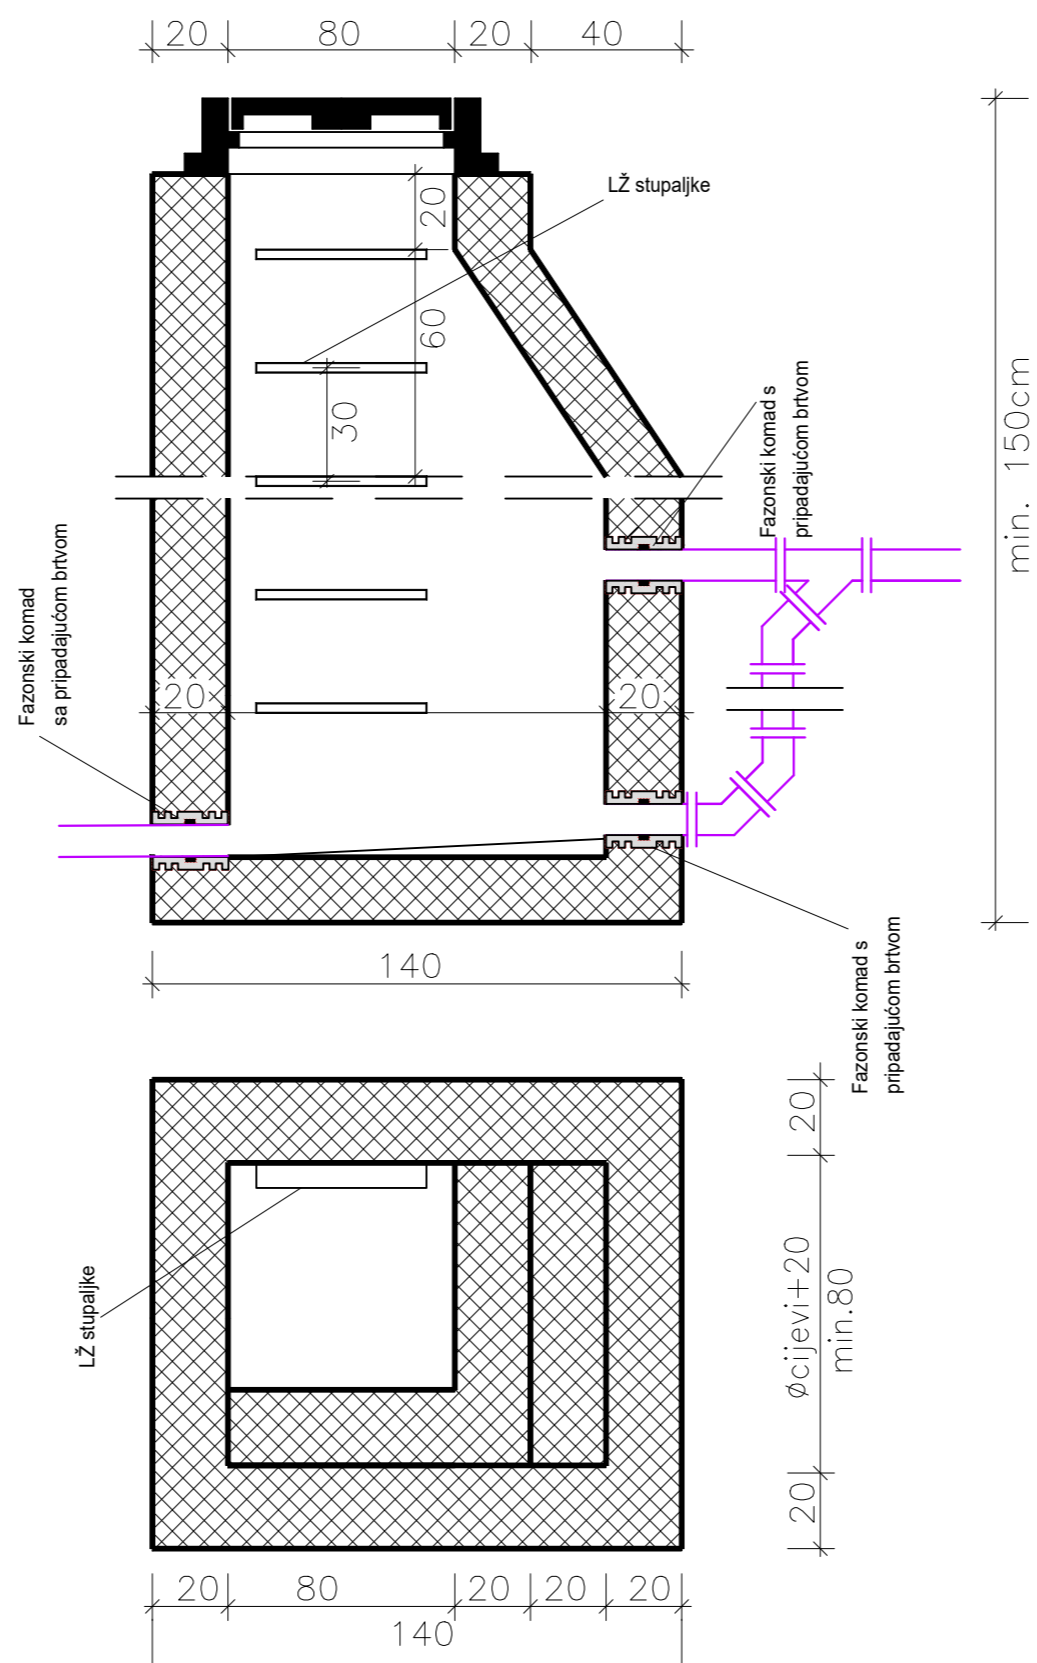 20 80 20 40
LŽ stupaljke
20
60
30
min. 150cm
Fazonski komad s
pripadajućom brtvom
Fazonski komad
sa pripadajućom brtvom
20 20
140
Fazonski komad s
pripadajućom brtvom
20
LŽ stupaljke
øcijevi+20
min.80
20
20 80 20 20 20
140